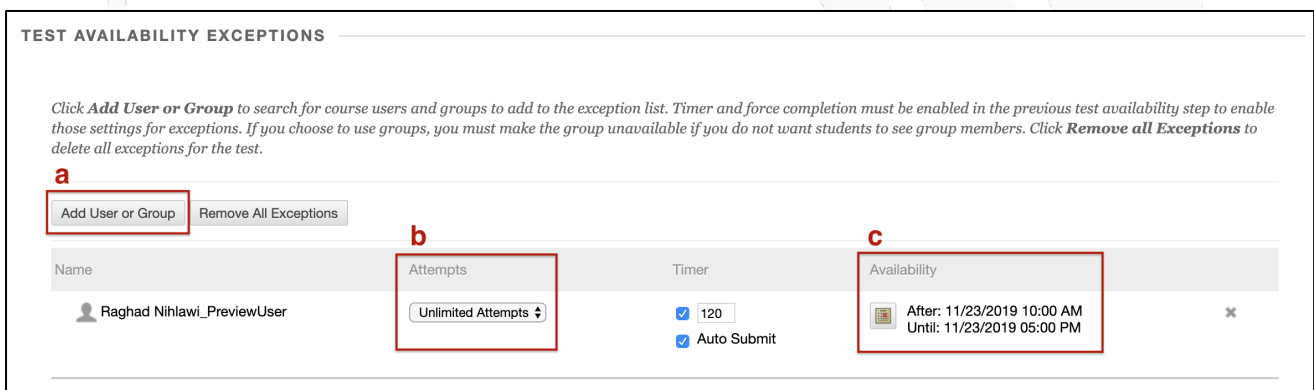 TEST AVAILABILITY EXCEPTIONS
Click Add User or Group to search for course users and groups to add to the exception list. Timer and force completion must be enabled in the previous test availability step to enable
those settings for exceptions. If you choose to use groups, you must make the group unavailable if you do not want students to see group members. Click Remove all Exceptions to
delete all exceptions for the test.
a
Add User or Group Remove All Exceptions
b c
Name Attempts Timer Availability
Raghad Nihlawi_PreviewUser Unlimited Attempts 120 After: 11/23/2019 10:00 AM
Until: 11/23/2019 05:00 PM
Auto Submit